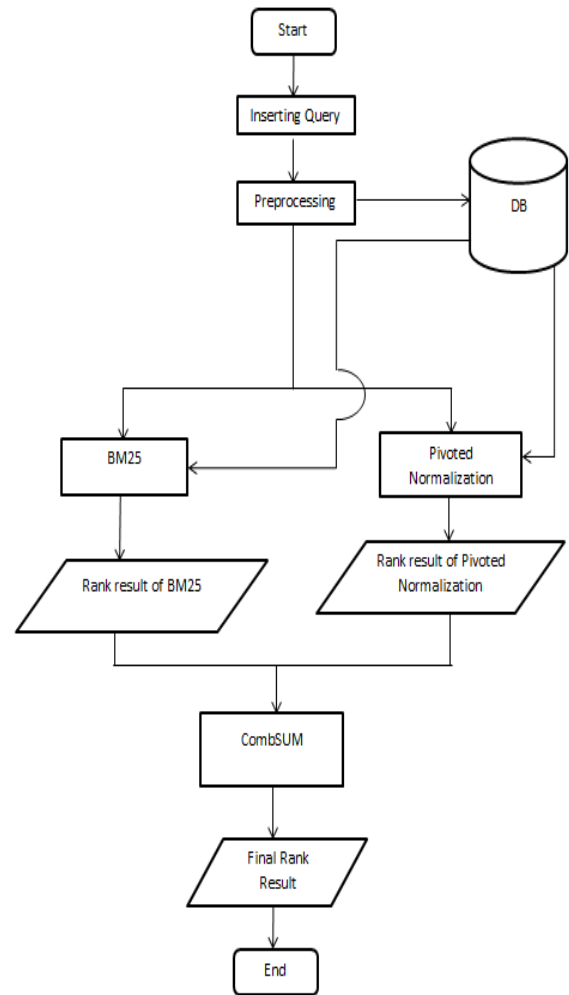 Start
Inserting Query
Preprocessing
DB
BM25
Pivoted
Normalization
Rank result of BM25
Rank result of Pivoted
Normalization
CombSUM
Final Rank
Result
End